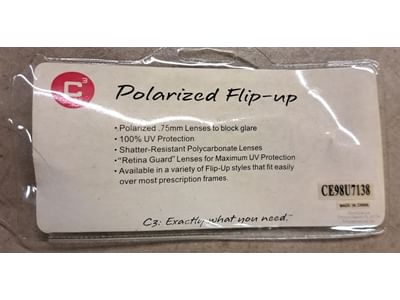 C3
Polarized Flip-up
• Polarized .75mm Lenses to block glare
• 100% UV Protection
• Shatter-Resistant Polycarbonate Lenses
• "Retina Guard" Lenses for Maximum UV Protection
• Available in a variety of Flip-Up styles that fit easily
over most prescription frames.
CE98U7138
MADE IN CHINA
C3: Exactly what you need.™